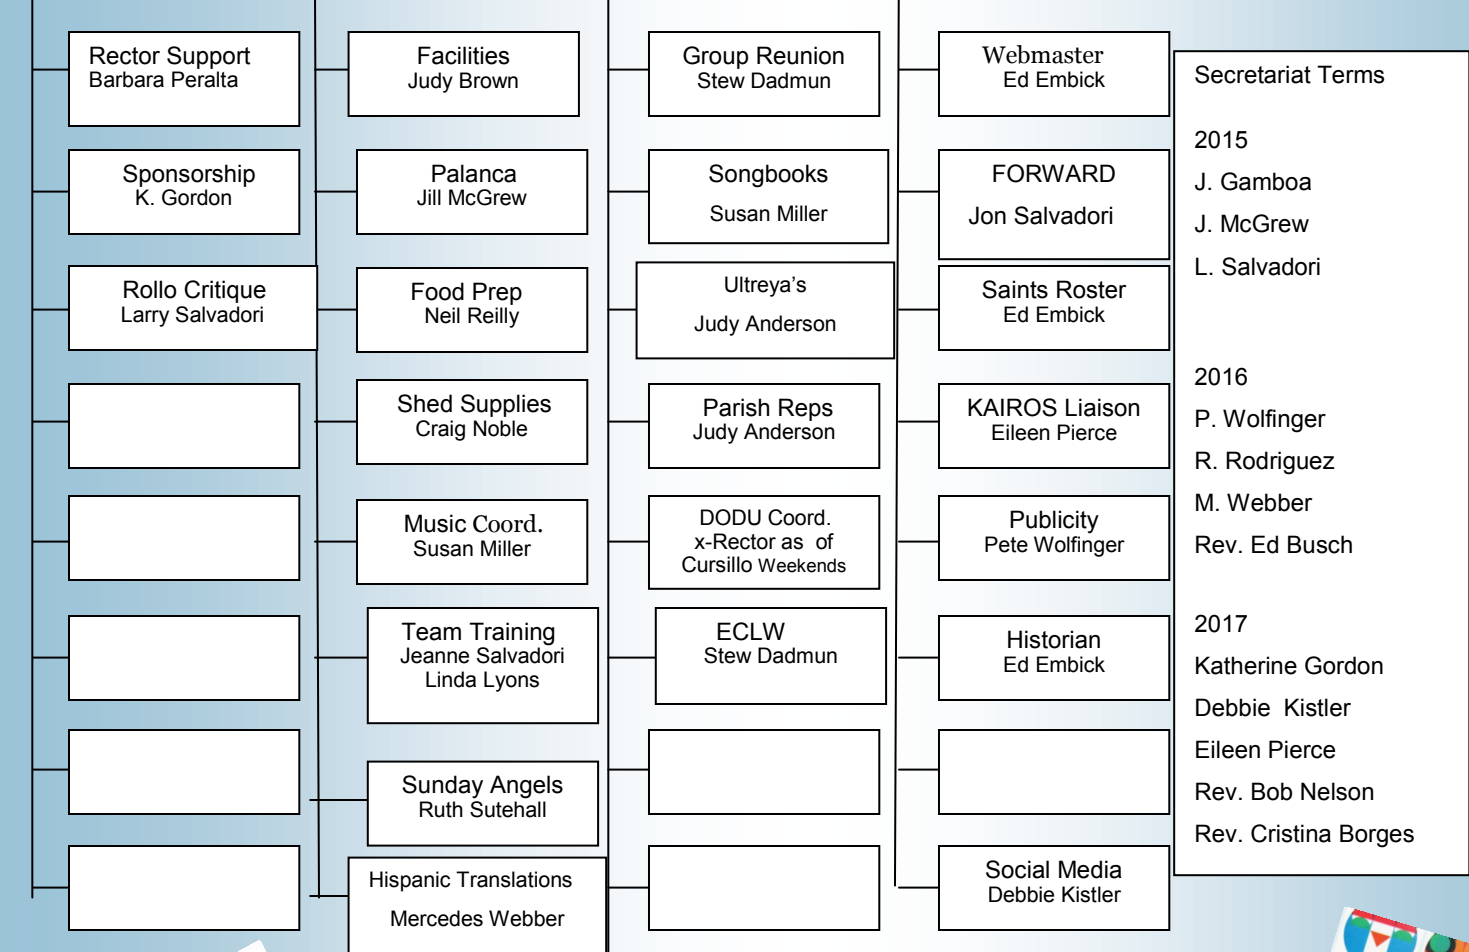 Rector Support
Barbara Peralta
Sponsorship
K. Gordon
Rollo Critique
Larry Salvadori
Facilities
Judy Brown
Palanca
Jill McGrew
Food Prep
Neil Reilly
Shed Supplies
Craig Noble
Music Coord.
Susan Miller
Team Training
Jeanne Salvadori
Linda Lyons
Sunday Angels
Ruth Sutehall
Hispanic Translations
Mercedes Webber
Group Reunion
Stew Dadmun
Songbooks
Susan Miller
Ultreya’s
Judy Anderson
Parish Reps
Judy Anderson
DODU Coord.
x-Rector as of
Cursillo Weekends
ECLW
Stew Dadmun
Webmaster
Ed Embick
FORWARD
Jon Salvadori
Saints Roster
Ed Embick
KAIROS Liaison
Eileen Pierce
Publicity
Pete Wolfinger
Historian
Ed Embick
Social Media
Debbie Kistler
Secretariat Terms
2015
J. Gamboa
J. McGrew
L. Salvadori
2016
P. Wolfinger
R. Rodriguez
M. Webber
Rev. Ed Busch
2017
Katherine Gordon
Debbie Kistler
Eileen Pierce
Rev. Bob Nelson
Rev. Cristina Borges